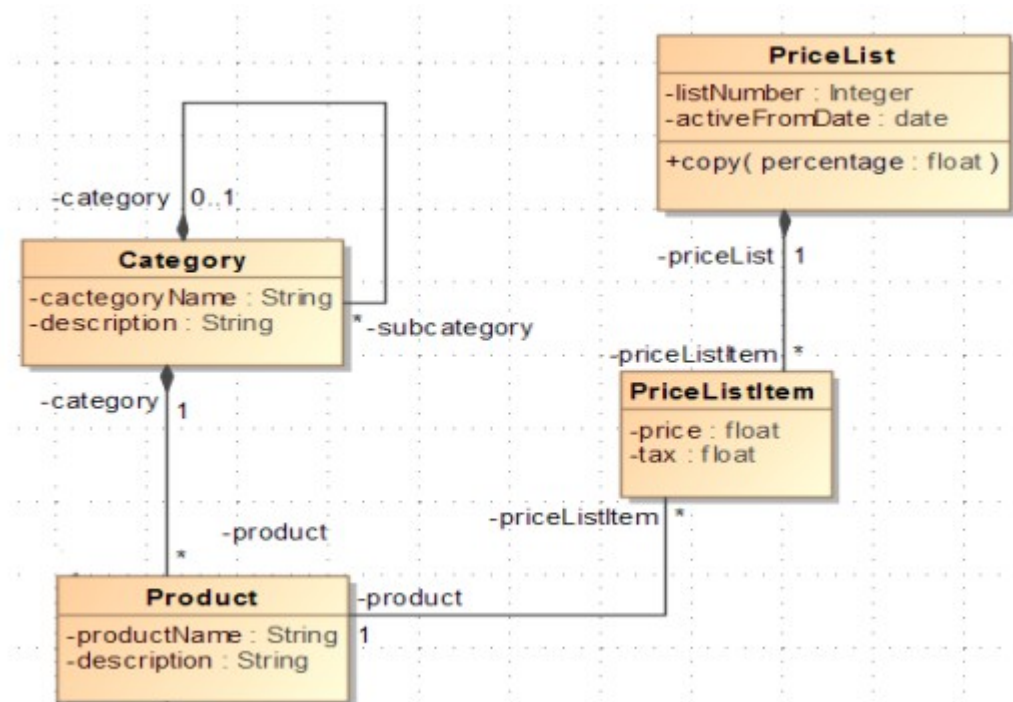 PriceList
-listNumber : Integer
-activeFromDate : date
+copy( percentage : float )
-category 0..1
Category
-cactegoryName : String
-description : String
* -subcategory
-priceList 1
-priceListItem *
PriceListItem
-price : float
-tax : float
-category 1
-priceListItem *
-product
*
Product
-productName : String
-description : String
-product
1